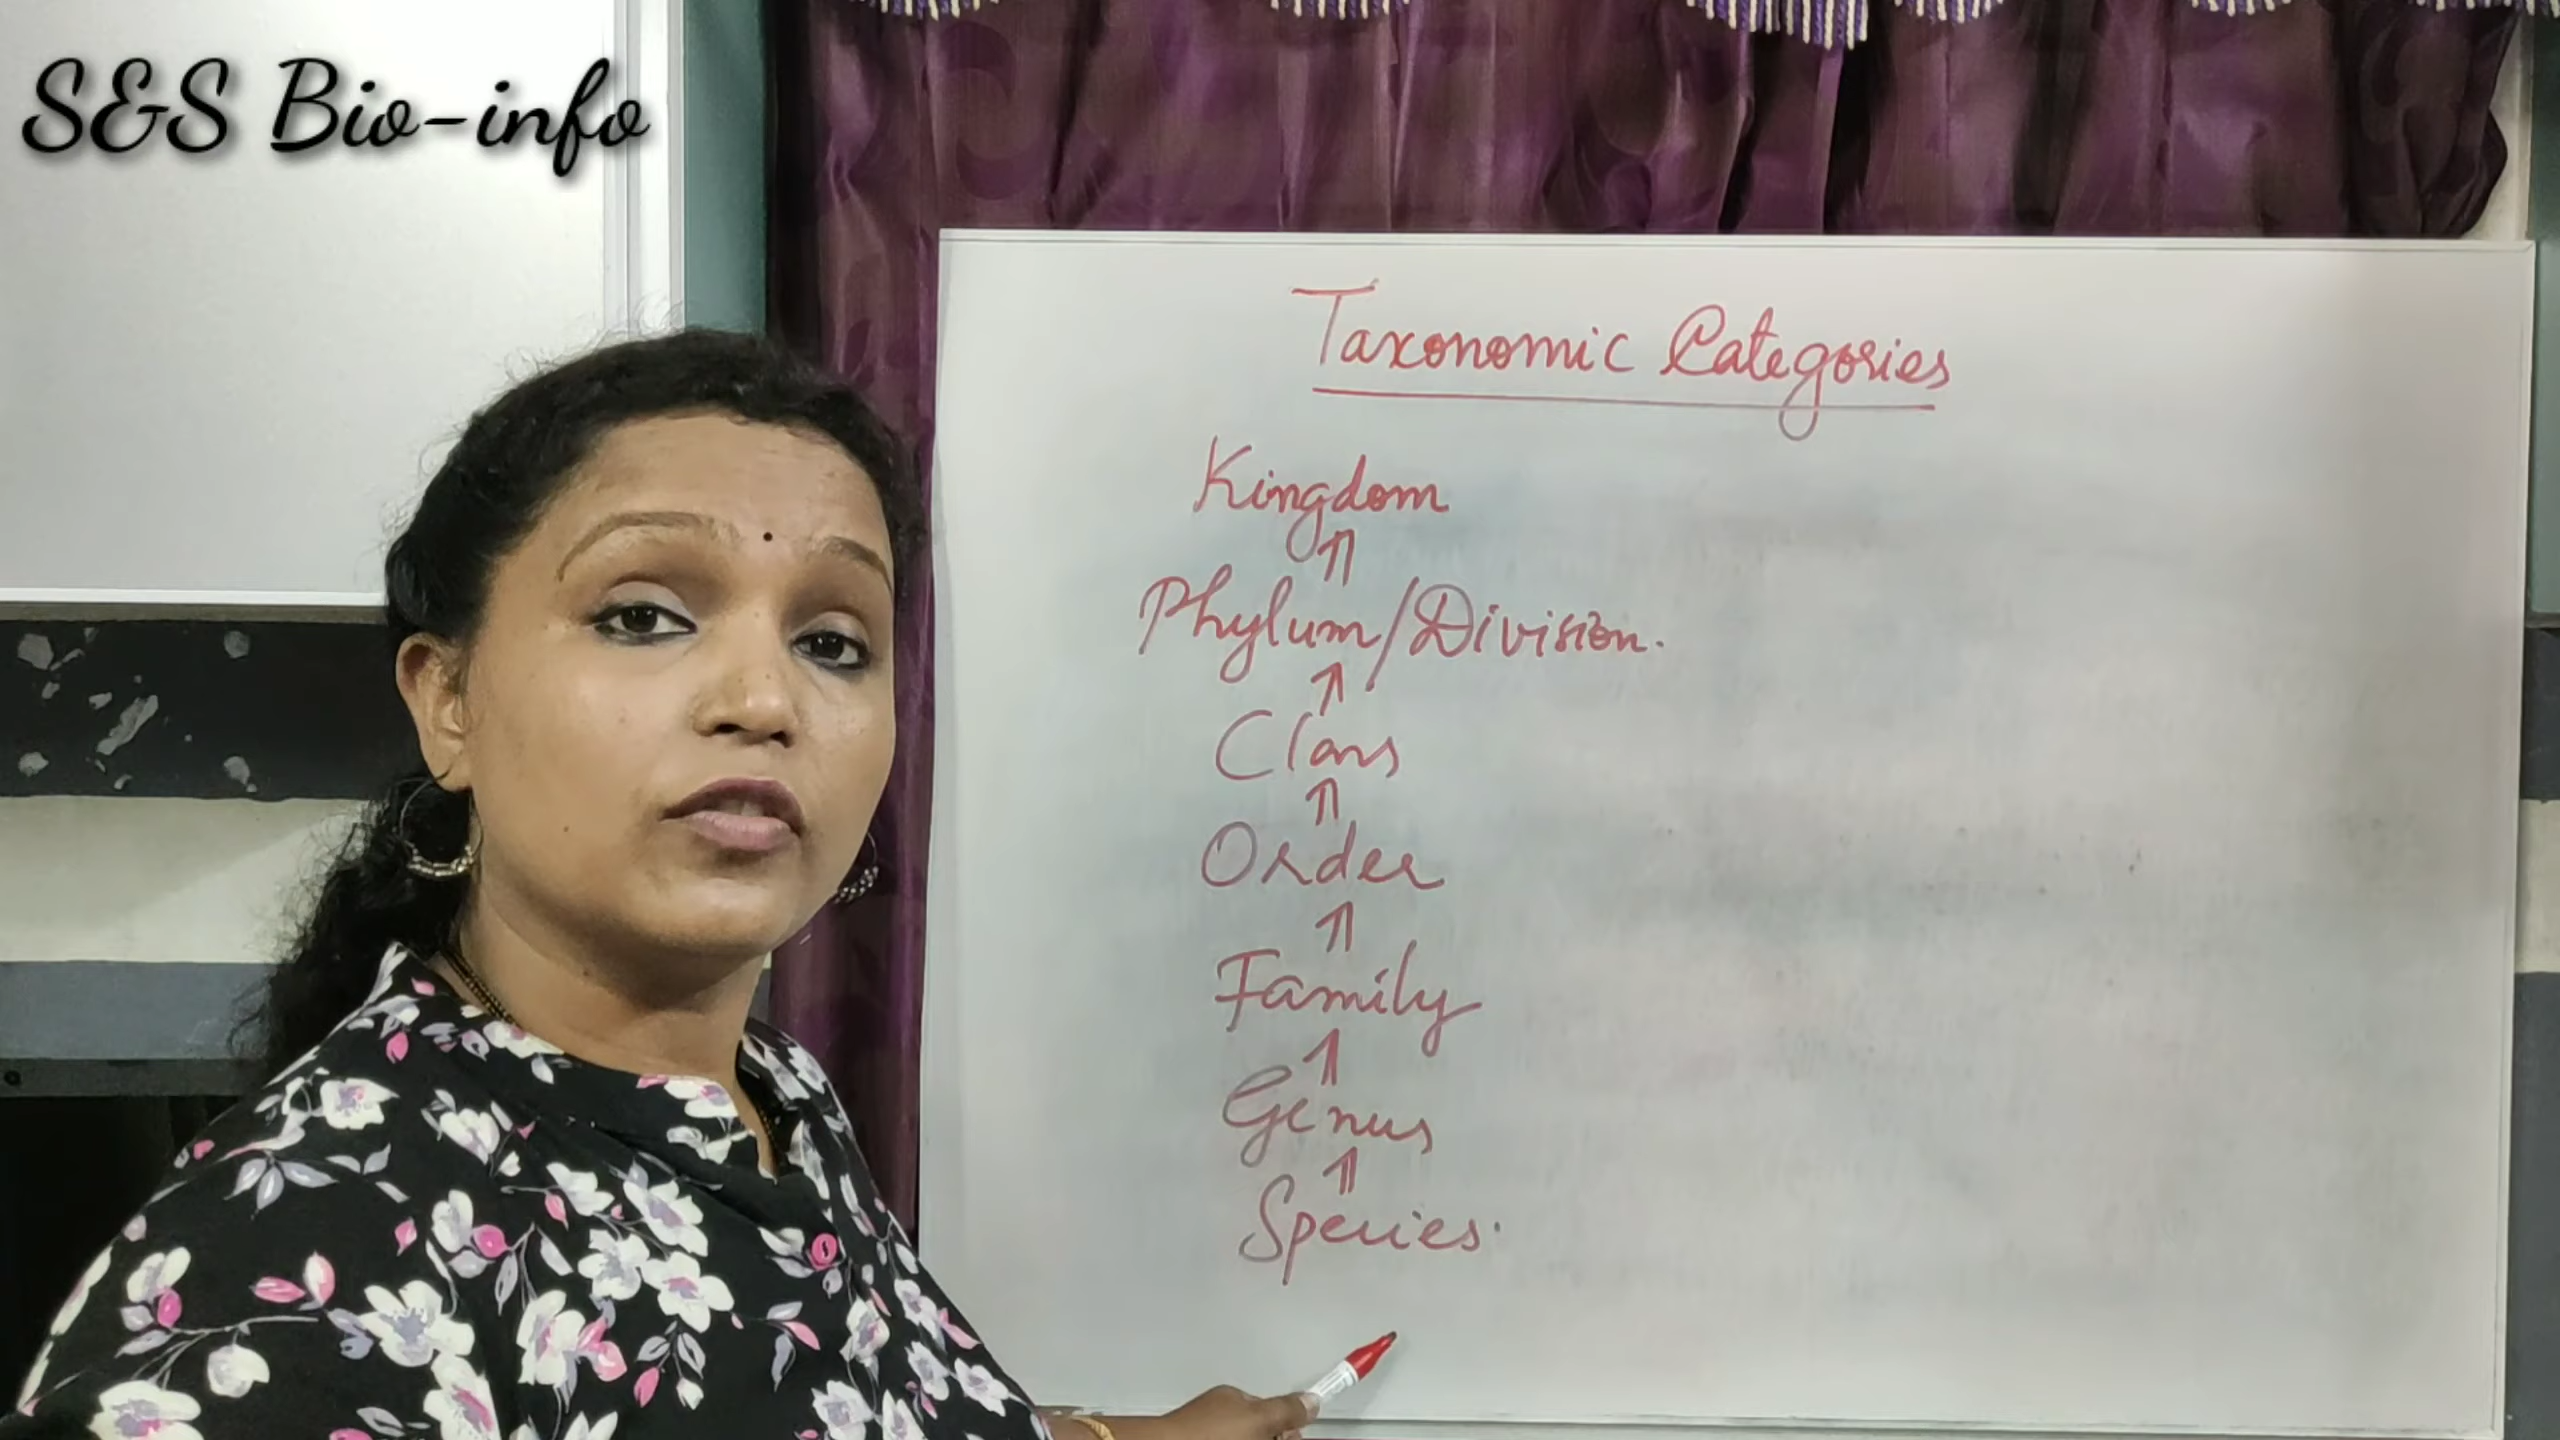 S&S Bio-info
Taxonomic Categories
Kingdom
⇑
Phylum/Division.
⇑
Class
⇑
Order
⇑
Family
⇑
Genus
⇑
Species.